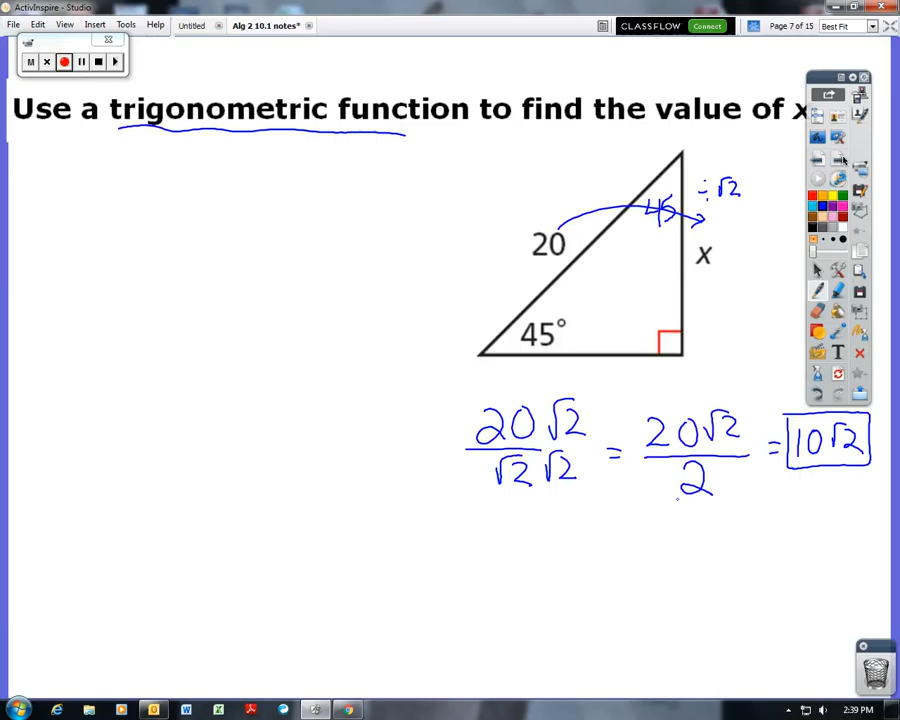 ActivInspire - Studio
File Edit View Insert Tools Help
Untitled
Alg 2 10.1 notes*
CLASSFLOW
Connect
Page 7 of 15
Best Fit
M
Use a trigonometric function to find the value of x
÷ √2
45
20
x
45°
20 √2 / √2 √2 = 20√2 / 2 = 10√2
T
2:39 PM